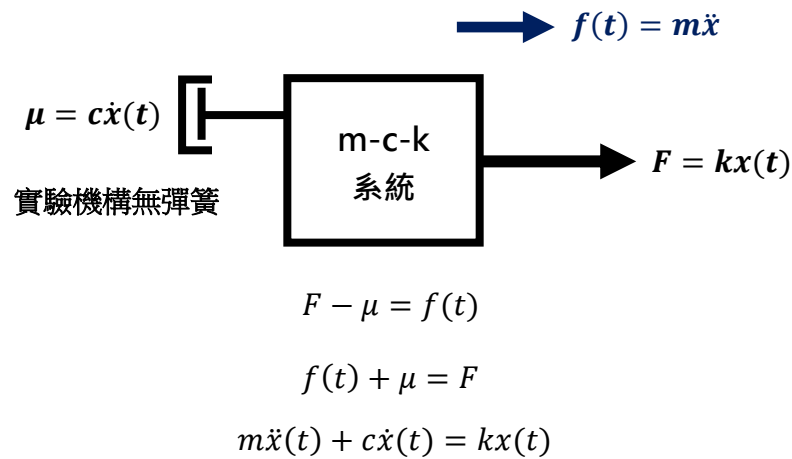 f(t) = mẍ
μ = cẋ(t)
m-c-k
系統
F = kx(t)
實驗機構無彈簧
F − μ = f(t)
f(t) + μ = F
mẍ(t) + cẋ(t) = kx(t)